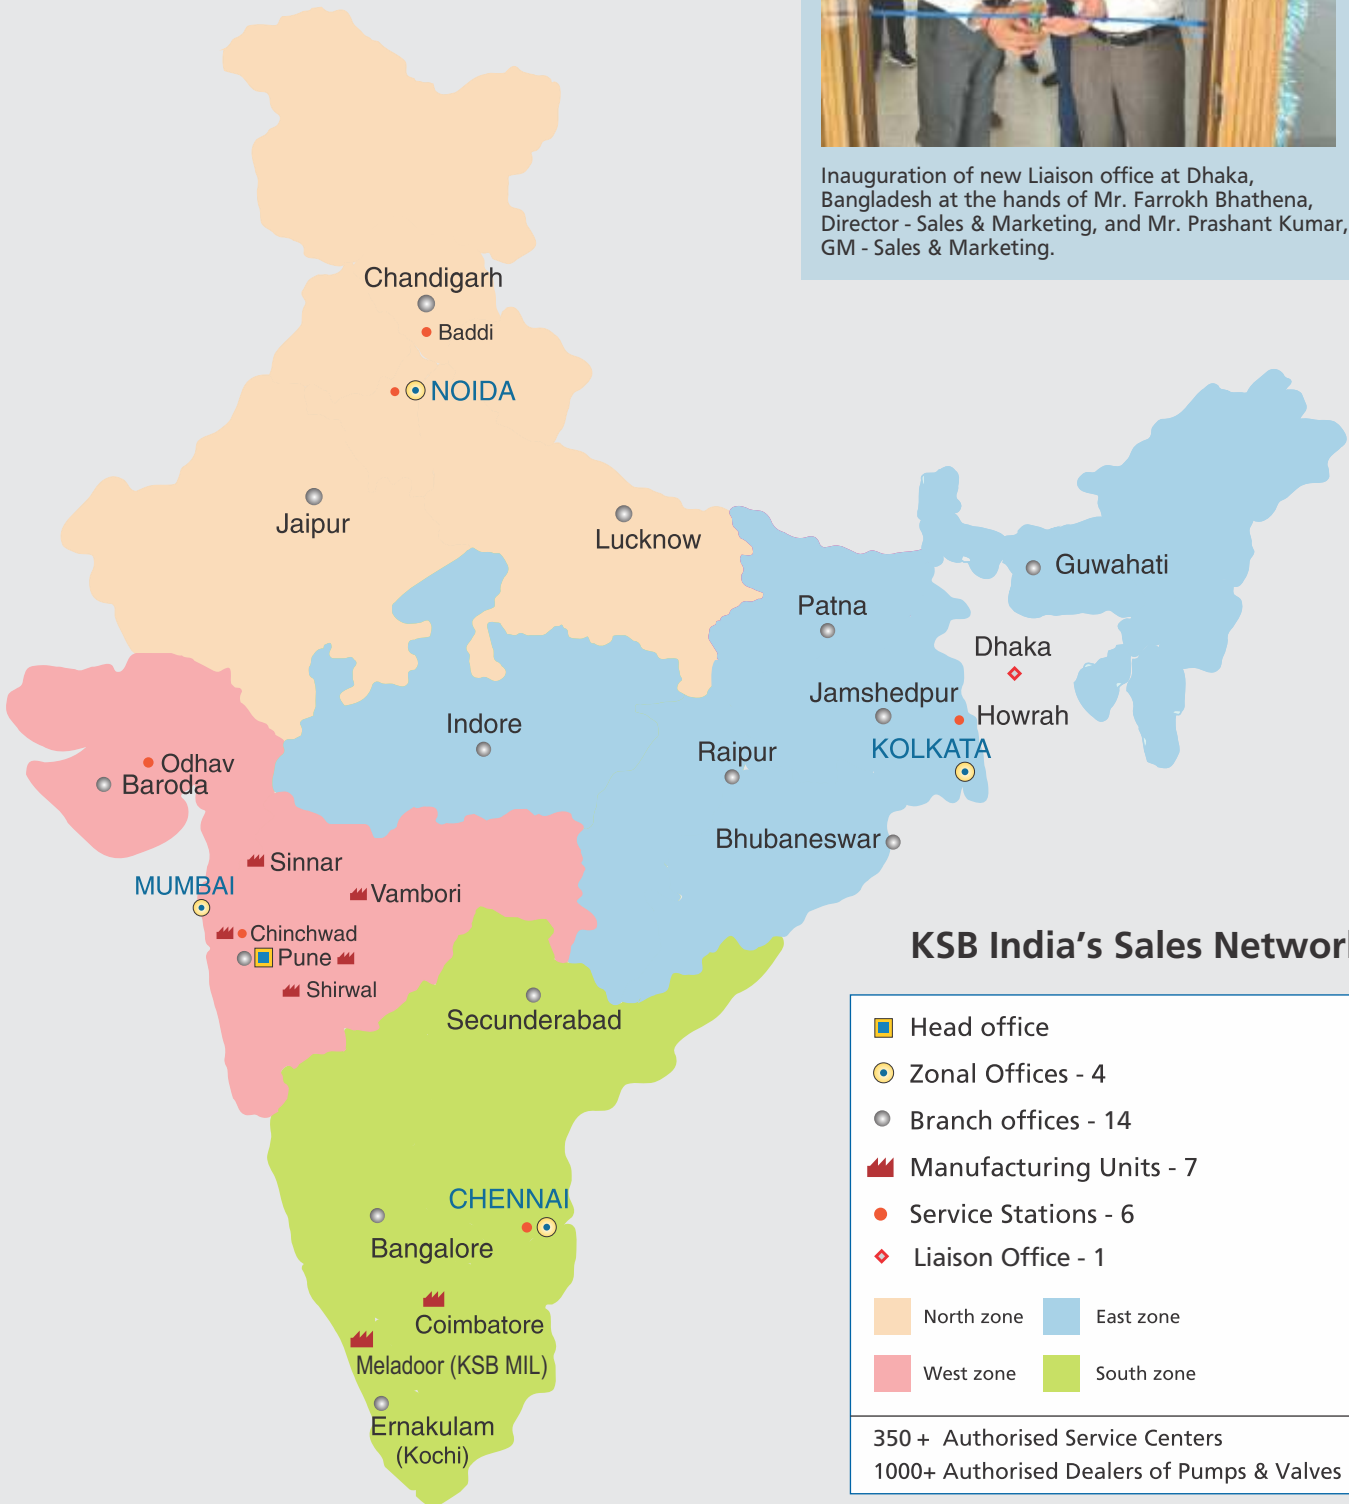 Inauguration of new Liaison office at Dhaka,
Bangladesh at the hands of Mr. Farrokh Bhathena,
Director - Sales & Marketing, and Mr. Prashant Kumar,
GM - Sales & Marketing.
Chandigarh
Baddi
NOIDA
Jaipur
Lucknow
Guwahati
Patna
Dhaka
Jamshedpur
Howrah
Indore
Raipur
KOLKATA
Odhav
Baroda
Bhubaneswar
Sinnar
MUMBAI
Vambori
Chinchwad
Pune
Shirwal
Secunderabad
CHENNAI
Bangalore
Coimbatore
Meladoor (KSB MIL)
Ernakulam
(Kochi)
KSB India's Sales Network
Head office
Zonal Offices - 4
Branch offices - 14
Manufacturing Units - 7
Service Stations - 6
Liaison Office - 1
North zone East zone
West zone South zone
350 + Authorised Service Centers
1000+ Authorised Dealers of Pumps & Valves